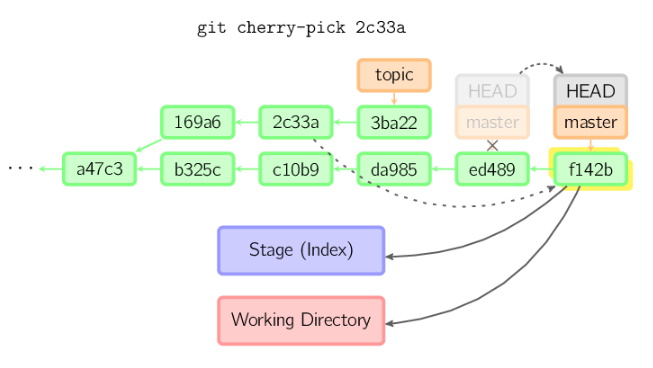 git cherry-pick 2c33a
topic
HEAD
HEAD
169a6
2c33a
3ba22
master
master
...
a47c3
b325c
c10b9
da985
ed489
f142b
Stage (Index)
Working Directory